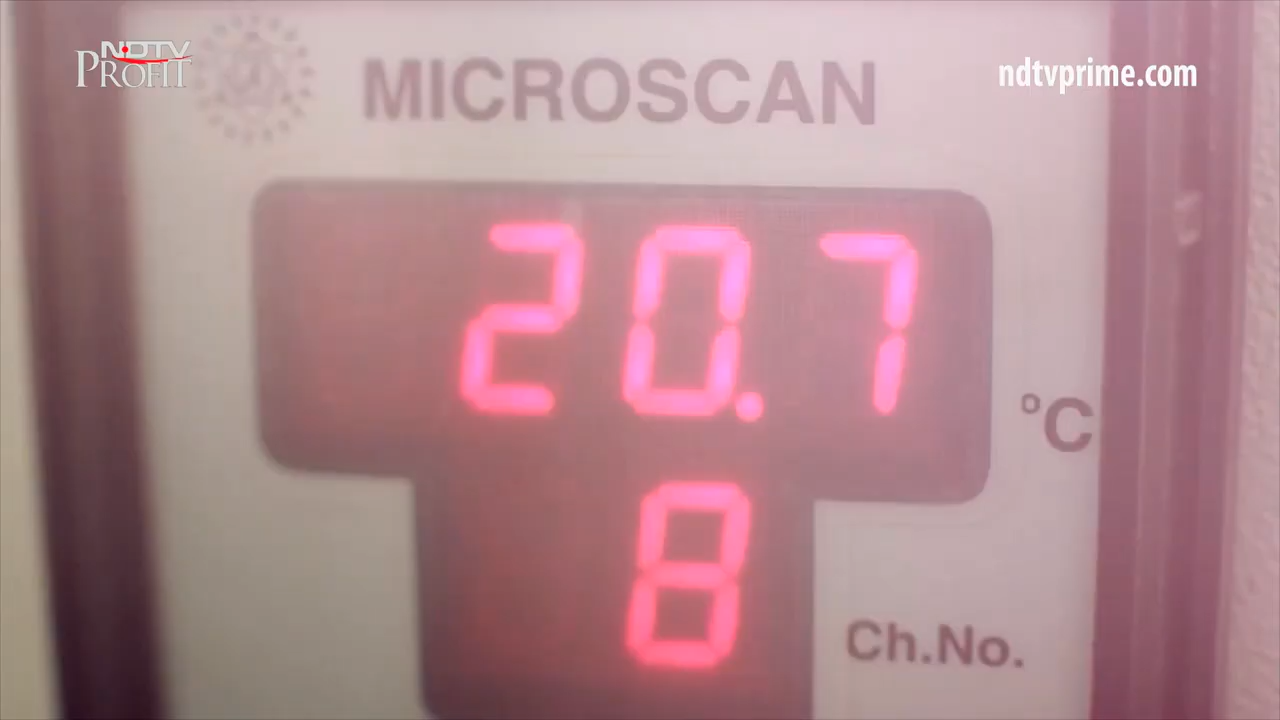 NDTV
PROFIT
ndtvprime.com
MICROSCAN
20.7
°C
8
Ch.No.